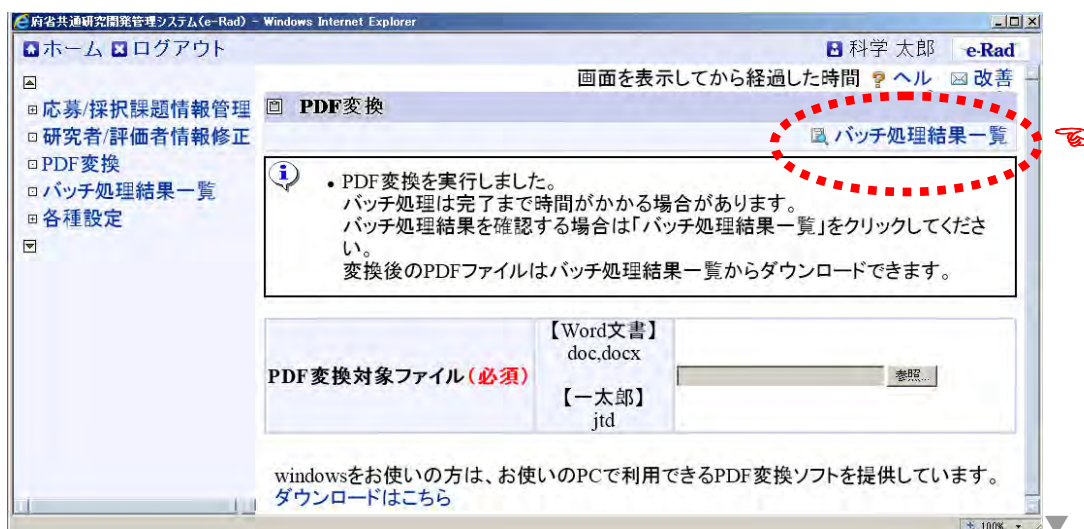 府省共通研究開発管理システム(e-Rad) - Windows Internet Explorer
ホーム ログアウト
科学 太郎 e-Rad
画面を表示してから経過した時間 ヘル 改善
応募/採択課題情報管理
研究者/評価者情報修正
PDF変換
バッチ処理結果一覧
各種設定
PDF変換
バッチ処理結果一覧
• PDF変換を実行しました。
バッチ処理は完了まで時間がかかる場合があります。
バッチ処理結果を確認する場合は「バッチ処理結果一覧」をクリックしてくださ
い。
変換後のPDFファイルはバッチ処理結果一覧からダウンロードできます。
PDF変換対象ファイル(必須)
【Word文書】
doc,docx
【一太郎】
jtd
参照...
windowsをお使いの方は、お使いのPCで利用できるPDF変換ソフトを提供しています。
ダウンロードはこちら
100%